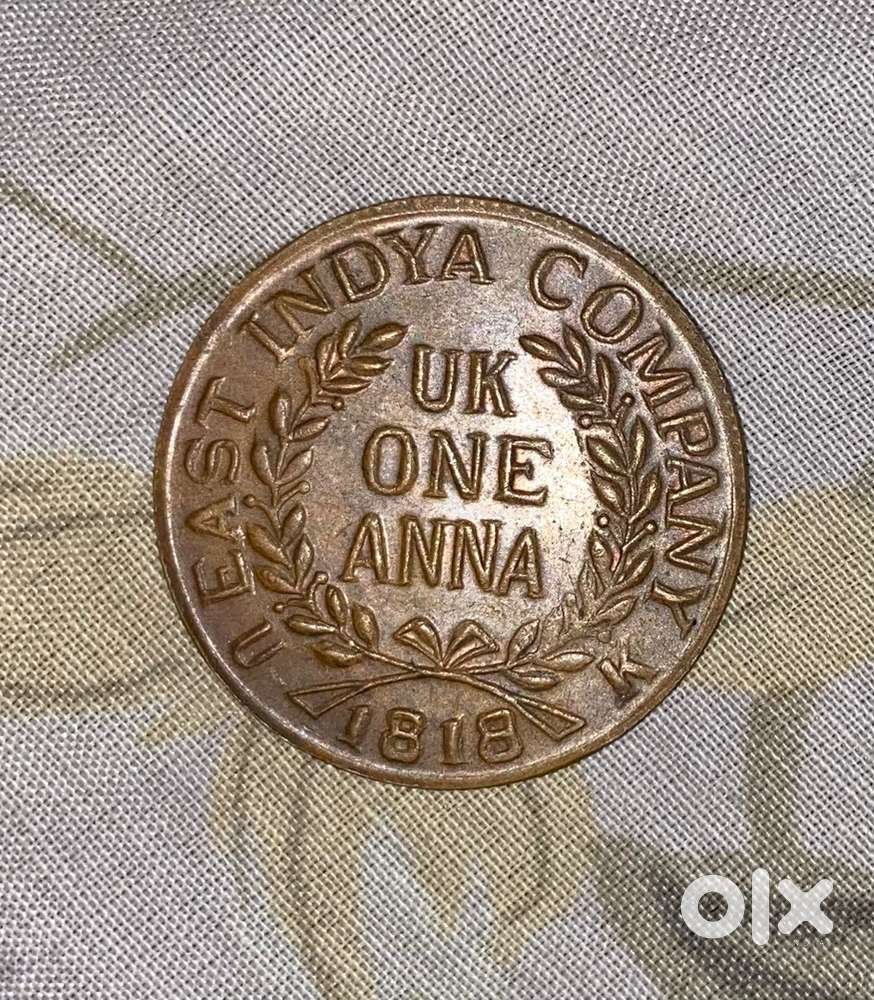 U EAST INDYA COMPANY K
UK
ONE
ANNA
1818
olx